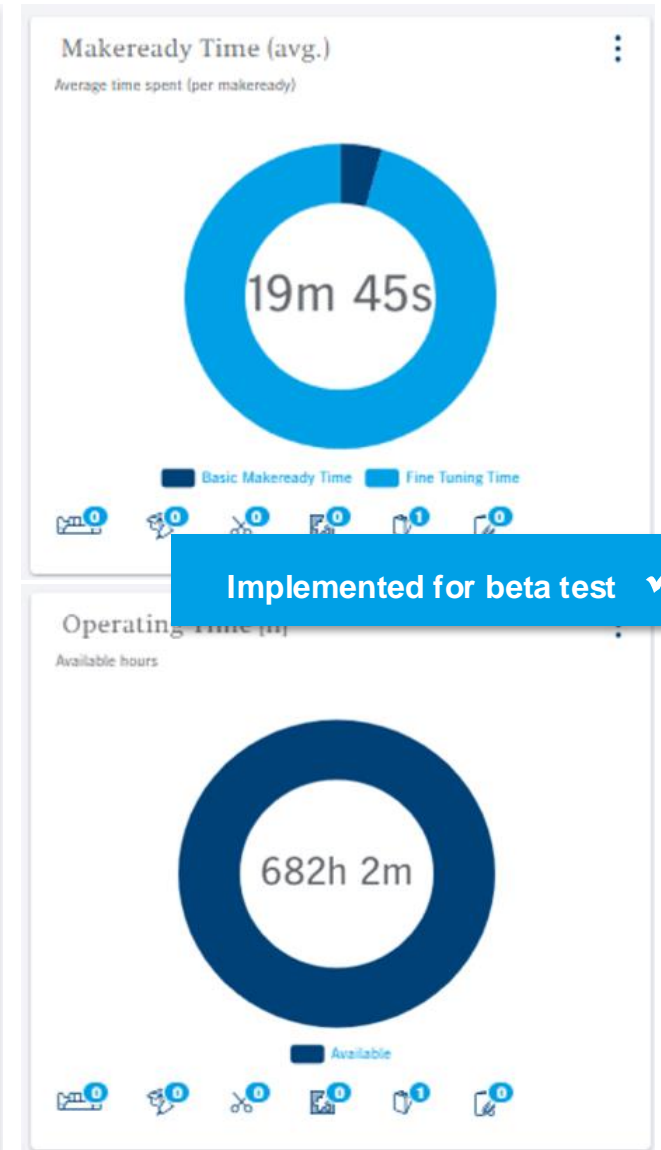 Makeready Time (avg.)
Average time spent (per makeready)
19m 45s
Basic Makeready Time Fine Tuning Time
0 0 0 0 1 0
Implemented for beta test
Operating
Available hours
682h 2m
Available
0 0 0 0 1 0